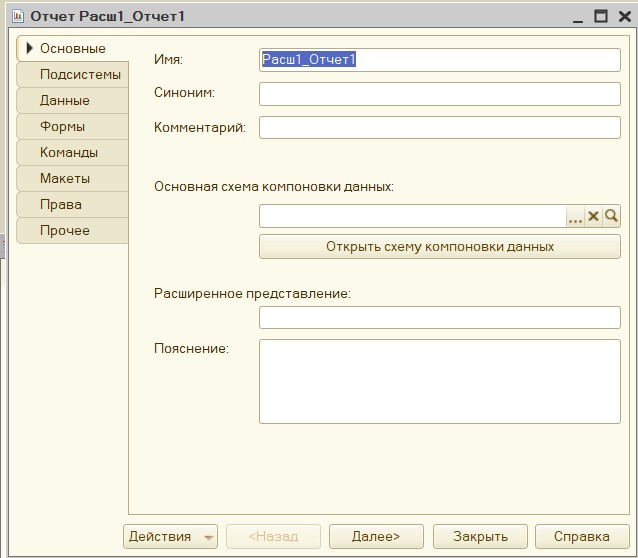 Отчет Расш1_Отчет1
Основные
Подсистемы
Данные
Формы
Команды
Макеты
Права
Прочее
Имя: Расш1_Отчет1
Синоним:
Комментарий:
Основная схема компоновки данных:
...
Открыть схему компоновки данных
Расширенное представление:
Пояснение:
Действия <Назад Далее> Закрыть Справка